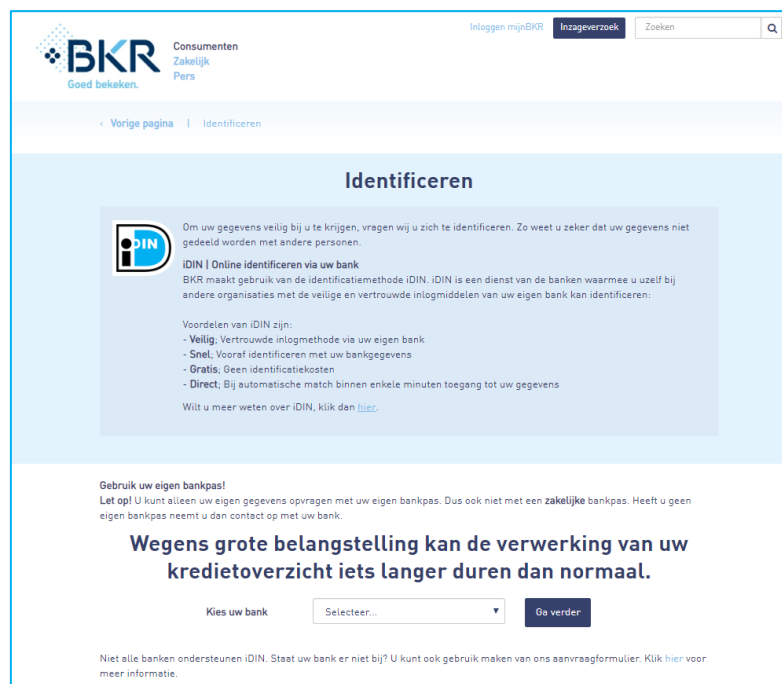 Inloggen mijnBKR Inzageverzoek Zoeken
BKR
Goed bekeken.
Consumenten
Zakelijk
Pers
‹ Vorige pagina | Identificeren
Identificeren
iDIN
Om uw gegevens veilig bij u te krijgen, vragen wij u zich te identificeren. Zo weet u zeker dat uw gegevens niet
gedeeld worden met andere personen.
iDIN | Online identificeren via uw bank
BKR maakt gebruik van de identificatiemethode iDIN. iDIN is een dienst van de banken waarmee u uzelf bij
andere organisaties met de veilige en vertrouwde inlogmiddelen van uw eigen bank kan identificeren:
Voordelen van iDIN zijn:
- Veilig; Vertrouwde inlogmethode via uw eigen bank
- Snel; Vooraf identificeren met uw bankgegevens
- Gratis; Geen identificatiekosten
- Direct; Bij automatische match binnen enkele minuten toegang tot uw gegevens
Wilt u meer weten over iDIN, klik dan hier.
Gebruik uw eigen bankpas!
Let op! U kunt alleen uw eigen gegevens opvragen met uw eigen bankpas. Dus ook niet met een zakelijke bankpas. Heeft u geen
eigen bankpas neemt u dan contact op met uw bank.
Wegens grote belangstelling kan de verwerking van uw
kredietoverzicht iets langer duren dan normaal.
Kies uw bank Selecteer... Ga verder
Niet alle banken ondersteunen iDIN. Staat uw bank er niet bij? U kunt ook gebruik maken van ons aanvraagformulier. Klik hier voor
meer informatie.